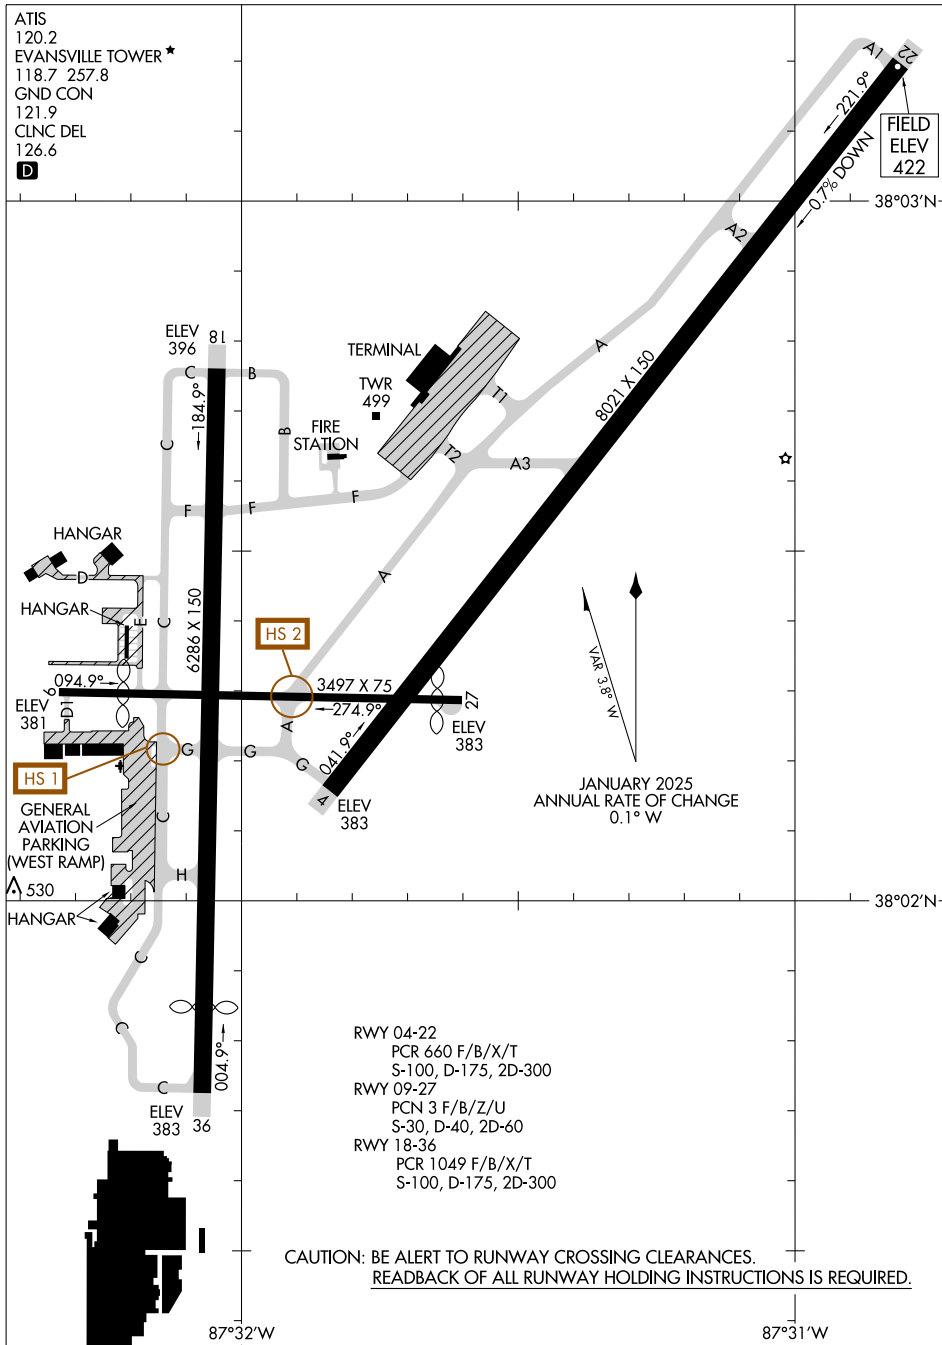 ATIS
120.2
EVANSVILLE TOWER ★
118.7 257.8
GND CON
121.9
CLNC DEL
126.6
D
A1
22
221.9°
FIELD
ELEV
422
0.7% DOWN
38°03'N
A2
ELEV
396
18
C
B
184.9°
TERMINAL
TWR
499
A
8021 X 150
T1
FIRE
STATION
C
B
T2
A3
F
F
F
HANGAR
D
A
HANGAR
E
C
6286 X 150
HS 2
VAR 3.8° W
9
094.9°
3497 X 75
274.9°
27
ELEV
381
D1
A
ELEV
383
G
G
G
041.9°
HS 1
4
ELEV
383
JANUARY 2025
ANNUAL RATE OF CHANGE
0.1° W
GENERAL
AVIATION
PARKING
(WEST RAMP)
C
H
530
HANGAR
38°02'N
C
C
C
004.9°
ELEV
383
36
RWY 04-22
PCR 660 F/B/X/T
S-100, D-175, 2D-300
RWY 09-27
PCN 3 F/B/Z/U
S-30, D-40, 2D-60
RWY 18-36
PCR 1049 F/B/X/T
S-100, D-175, 2D-300
CAUTION: BE ALERT TO RUNWAY CROSSING CLEARANCES.
READBACK OF ALL RUNWAY HOLDING INSTRUCTIONS IS REQUIRED.
87°32'W
87°31'W